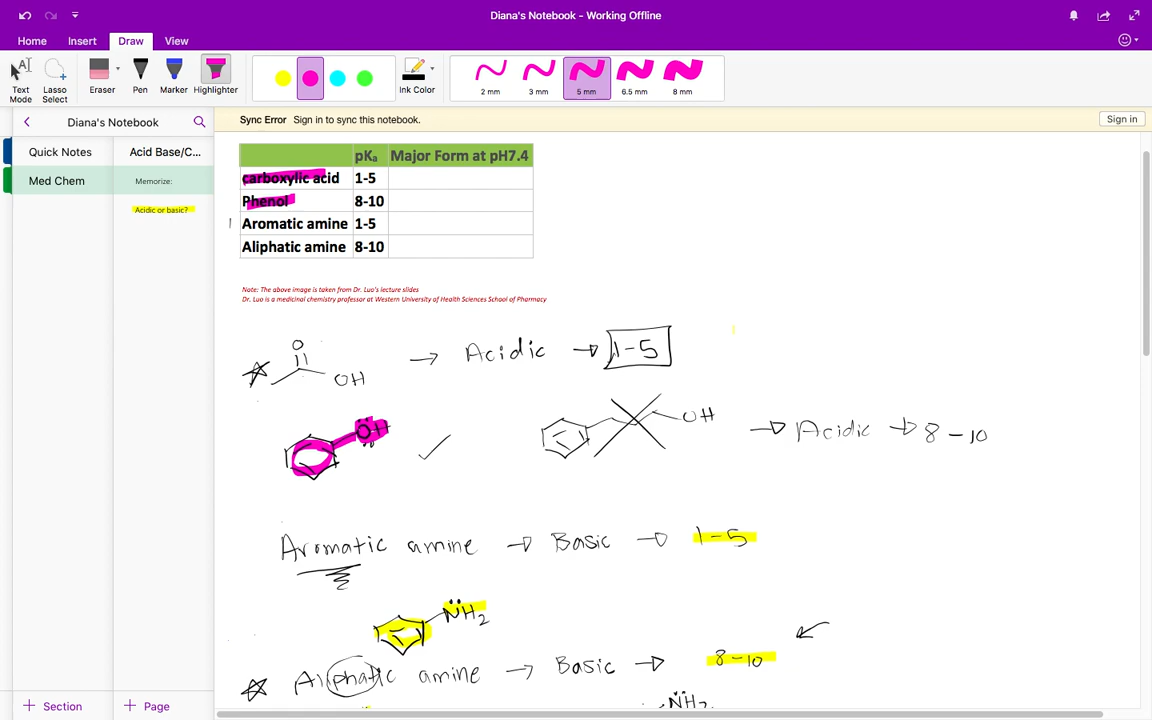 Diana's Notebook - Working Offline
Home Insert Draw View
Text Mode
Lasso Select
Eraser
Pen
Marker
Highlighter
Ink Color
2 mm 3 mm 5 mm 6.5 mm 8 mm
Diana's Notebook
Sync Error Sign in to sync this notebook. Sign in
Quick Notes
Med Chem
Acid Base/C...
Memorize:
Acidic or basic?
pKa Major Form at pH7.4
carboxylic acid 1-5
Phenol 8-10
Aromatic amine 1-5
Aliphatic amine 8-10
Note: The above image is taken from Dr. Luo's lecture slides
Dr. Luo is a medicinal chemistry professor at Western University of Health Sciences School of Pharmacy
O
OH → Acidic → 1-5
OH
OH → Acidic → 8-10
Aromatic amine → Basic → 1-5
NH2
Aliphatic amine → Basic → 8-10
NH2
+ Section + Page